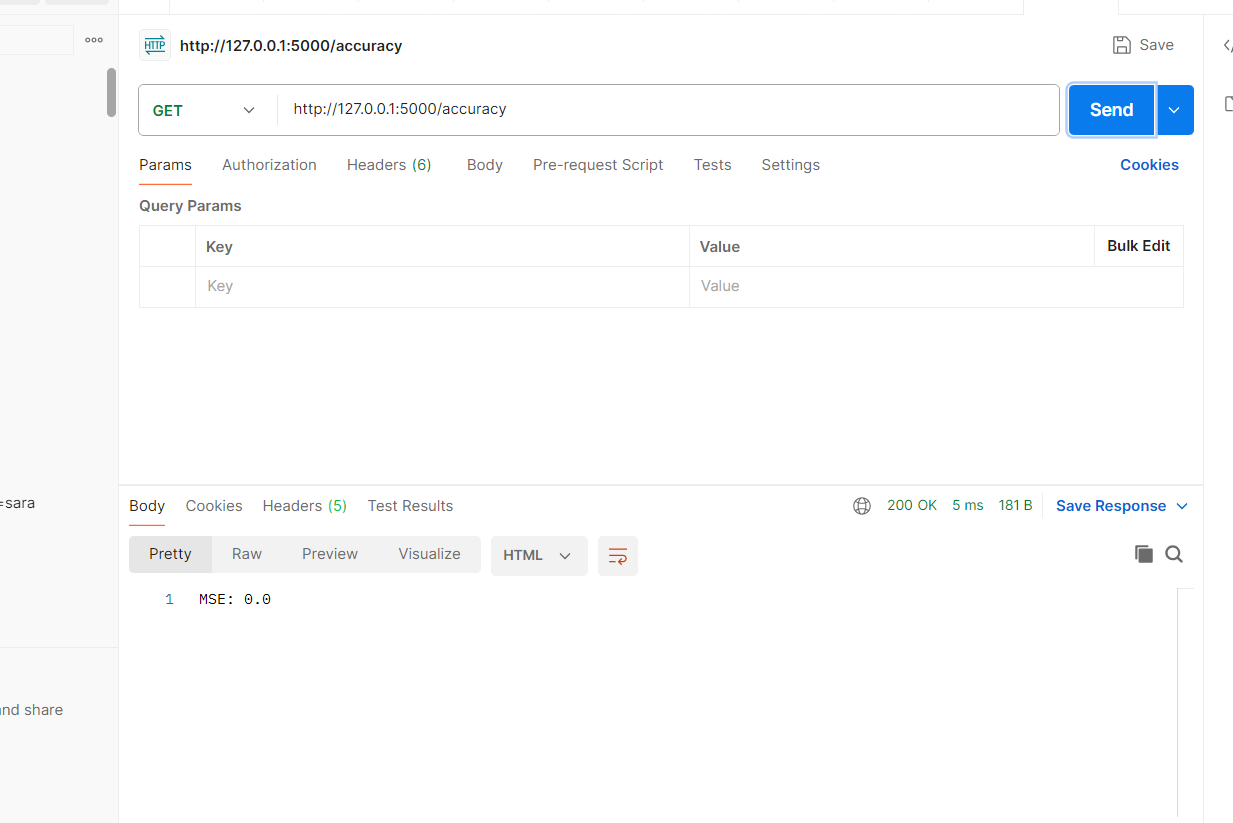 HTTP http://127.0.0.1:5000/accuracy Save
GET http://127.0.0.1:5000/accuracy Send
Params Authorization Headers (6) Body Pre-request Script Tests Settings Cookies
Query Params
Key Value Bulk Edit
Key Value
=sara
Body Cookies Headers (5) Test Results 200 OK 5 ms 181 B Save Response
Pretty Raw Preview Visualize HTML
1 MSE: 0.0
and share